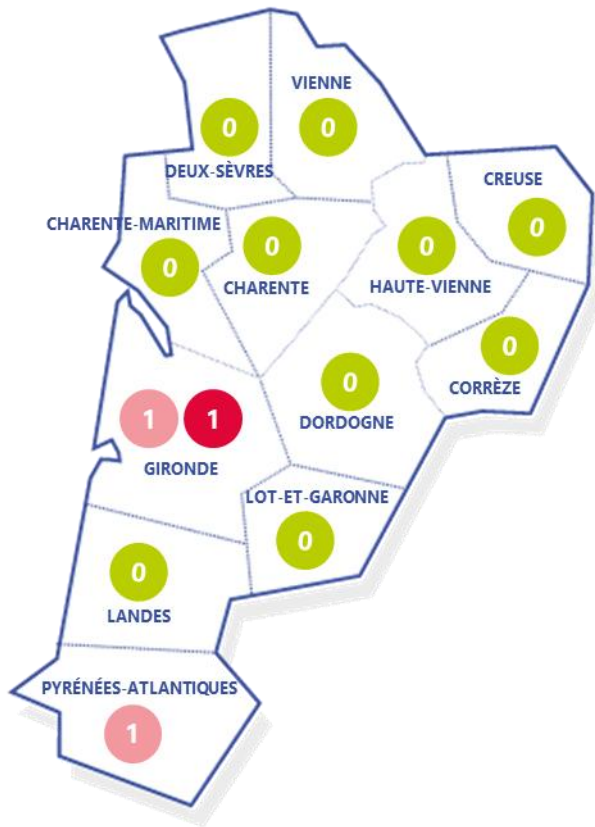 VIENNE
0
0
DEUX-SÈVRES
CREUSE
0
CHARENTE-MARITIME
0
0
CHARENTE
0
HAUTE-VIENNE
0
CORRÈZE
0
DORDOGNE
1
1
GIRONDE
LOT-ET-GARONNE
0
0
LANDES
PYRÉNÉES-ATLANTIQUES
1